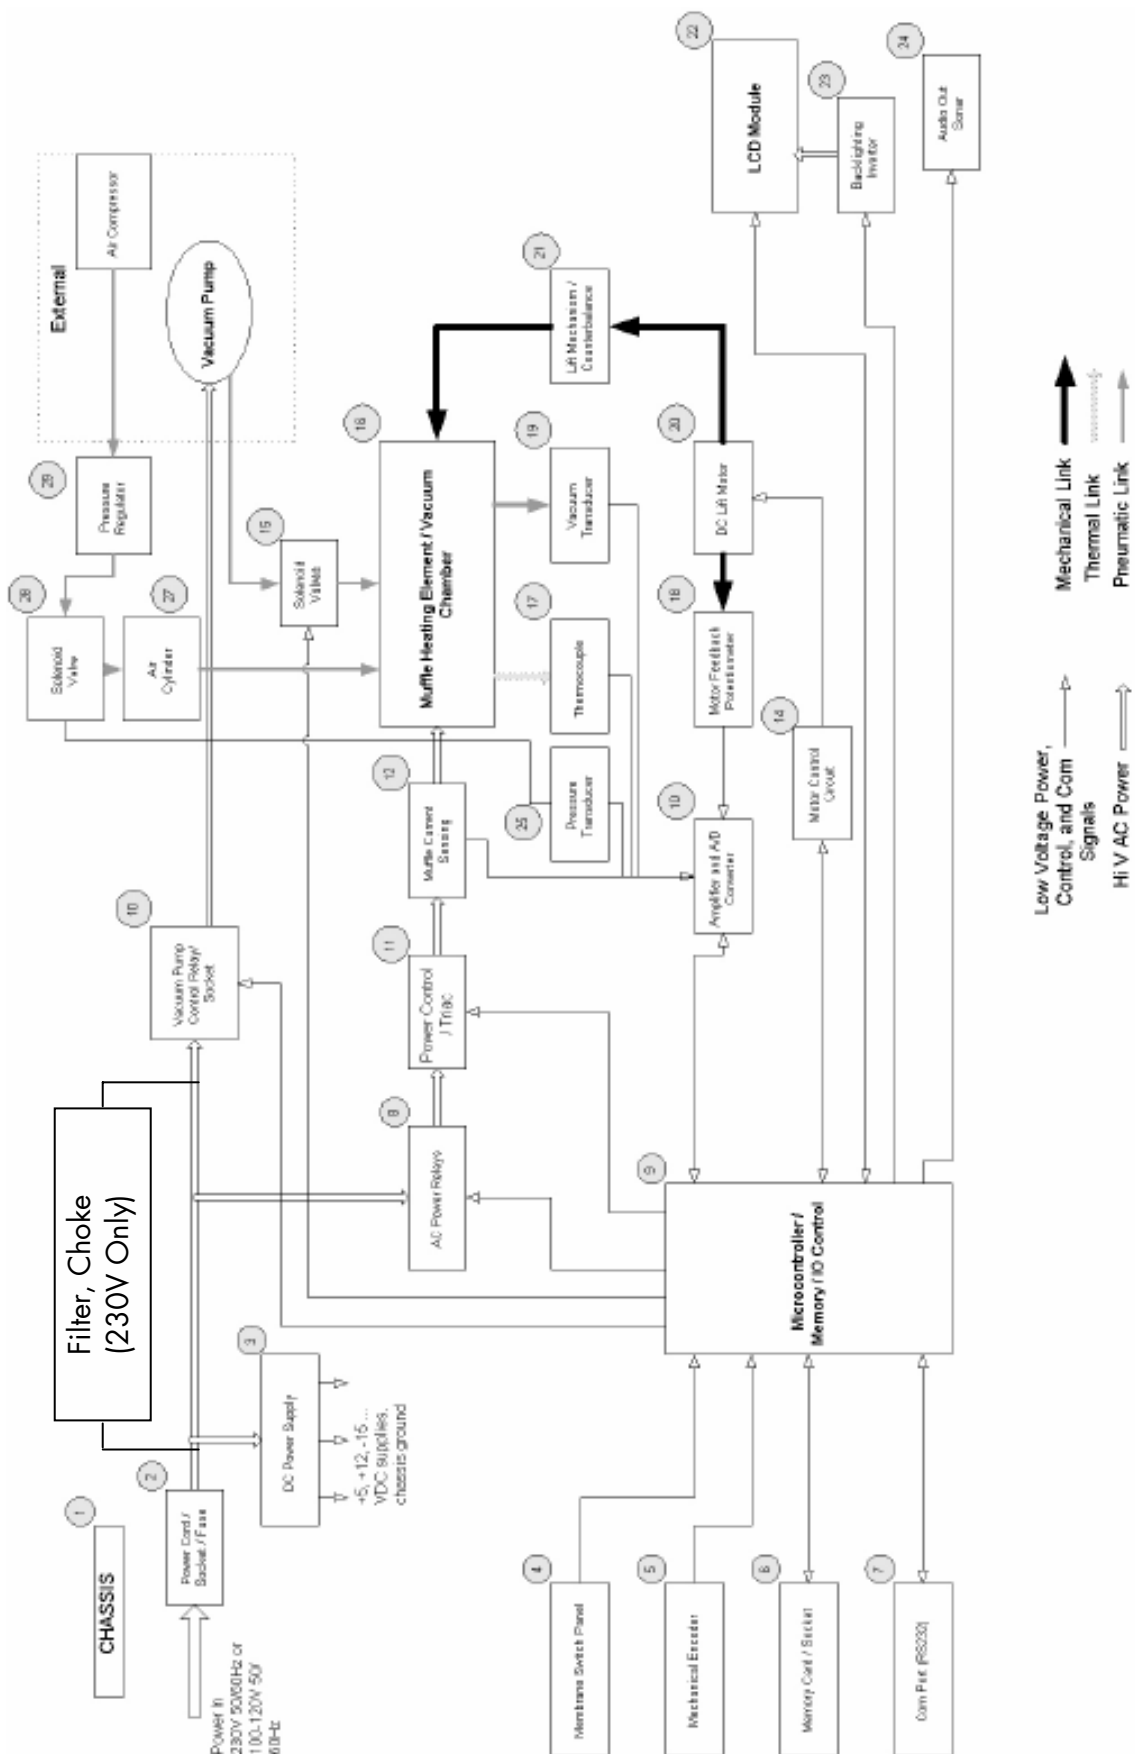 CHASSIS
1
Power In
230V 50/60Hz or
100-120V 50/
60Hz
2
Power Cord /
Socket / Fuse
Filter, Choke
(230V Only)
3
DC Power Supply
+5, +12, -15 ...
VDC supplies,
chassis ground
4
Membrane Switch Panel
5
Mechanical Encoder
6
Memory Card / Socket
7
Com Port (RS232)
8
AC Power Relays
9
Microcontroller /
Memory / IO Control
10
Vacuum Pump
Control Relay/
Socket
11
Power Control
/ Triac
12
Muffle Current
Sensing
25
Pressure
Transducer
17
Thermocouple
19
Vacuum
Transducer
10
Amplifier and A/D
Converter
18
Motor Feedback
Potentiometer
14
Motor Control
Circuit
20
DC Lift Motor
21
Lift Mechanism /
Counterbalance
16
Muffle Heating Element / Vacuum
Chamber
15
Solenoid
Valves
Solenoid
Valve
27
Air
Cylinder
29
Pressure
Regulator
External
Air Compressor
Vacuum Pump
22
LCD Module
23
Backlighting
Invertor
24
Audio Out
Sonar
Low Voltage Power,
Control, and Com
Signals
Hi V AC Power
Mechanical Link
Thermal Link
Pneumatic Link